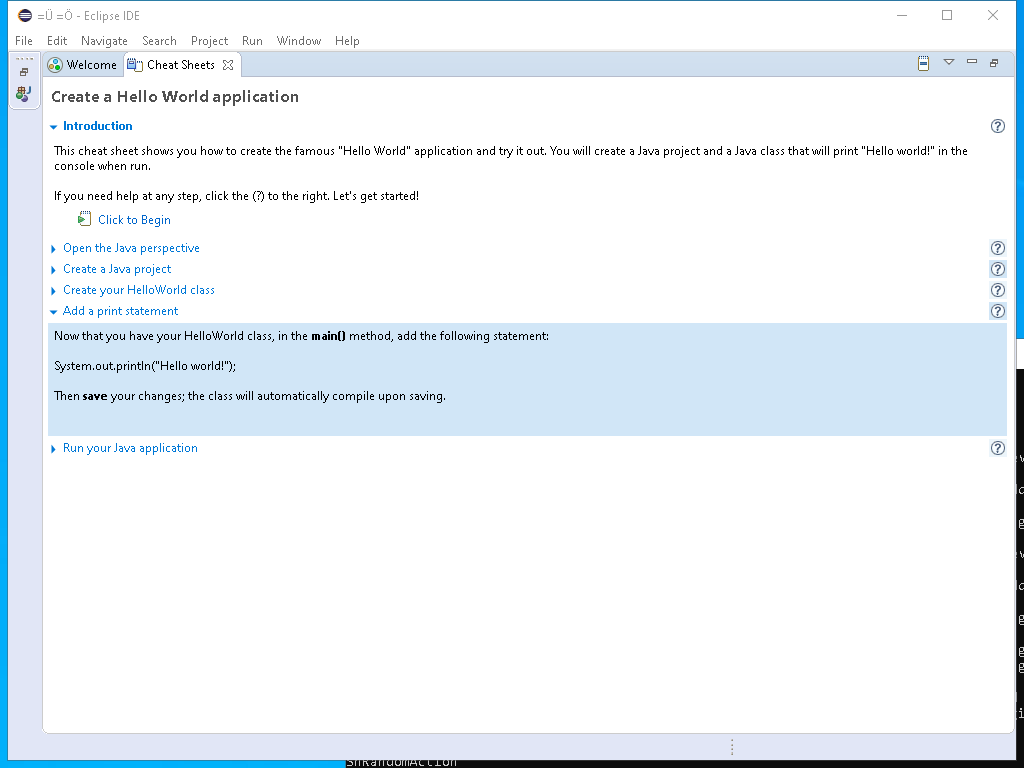 =Ü =Ö - Eclipse IDE
File Edit Navigate Search Project Run Window Help
Welcome Cheat Sheets
Create a Hello World application
Introduction
This cheat sheet shows you how to create the famous "Hello World" application and try it out. You will create a Java project and a Java class that will print "Hello world!" in the
console when run.
If you need help at any step, click the (?) to the right. Let's get started!
Click to Begin
Open the Java perspective
Create a Java project
Create your HelloWorld class
Add a print statement
Now that you have your HelloWorld class, in the main() method, add the following statement:
System.out.println("Hello world!");
Then save your changes; the class will automatically compile upon saving.
Run your Java application